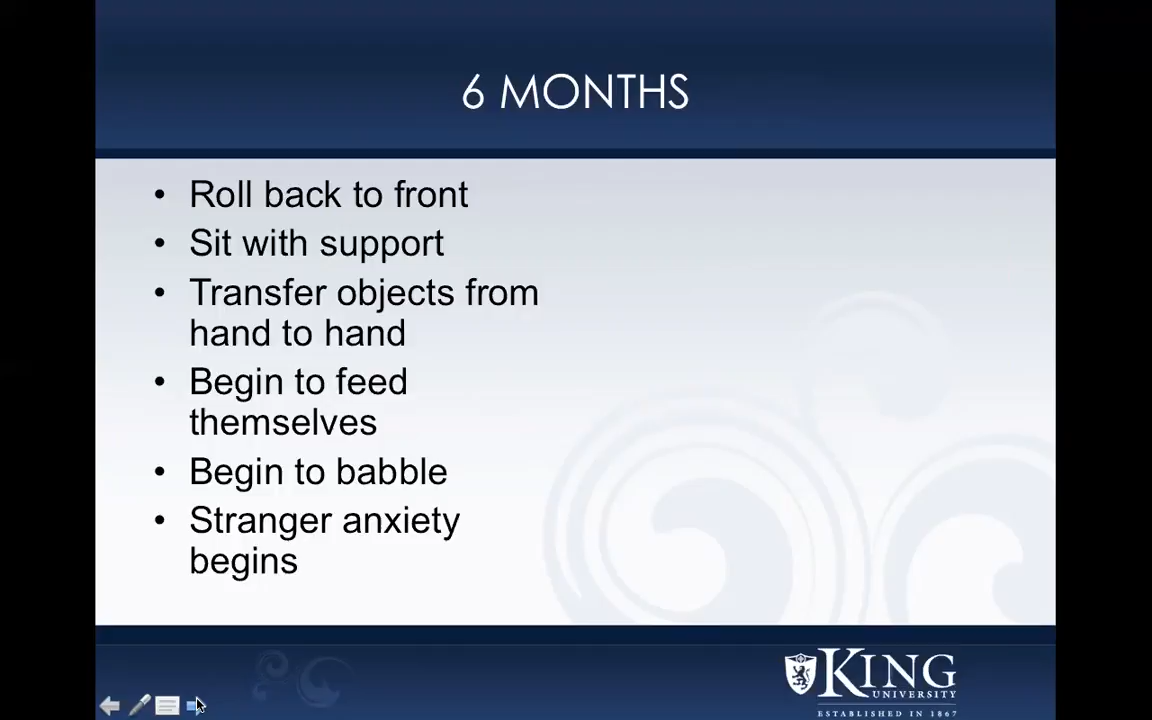 6 MONTHS
• Roll back to front
• Sit with support
• Transfer objects from
hand to hand
• Begin to feed
themselves
• Begin to babble
• Stranger anxiety
begins
KING
UNIVERSITY
ESTABLISHED IN 1867